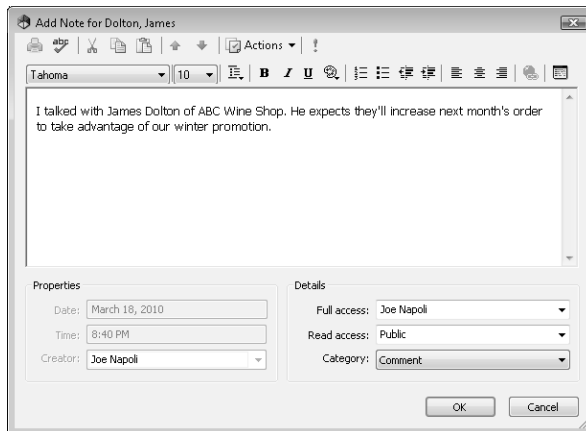 Add Note for Dolton, James
abc
Actions
Tahoma 10 B I U
I talked with James Dolton of ABC Wine Shop. He expects they'll increase next month's order
to take advantage of our winter promotion.
Properties
Date: March 18, 2010
Time: 8:40 PM
Creator: Joe Napoli
Details
Full access: Joe Napoli
Read access: Public
Category: Comment
OK Cancel